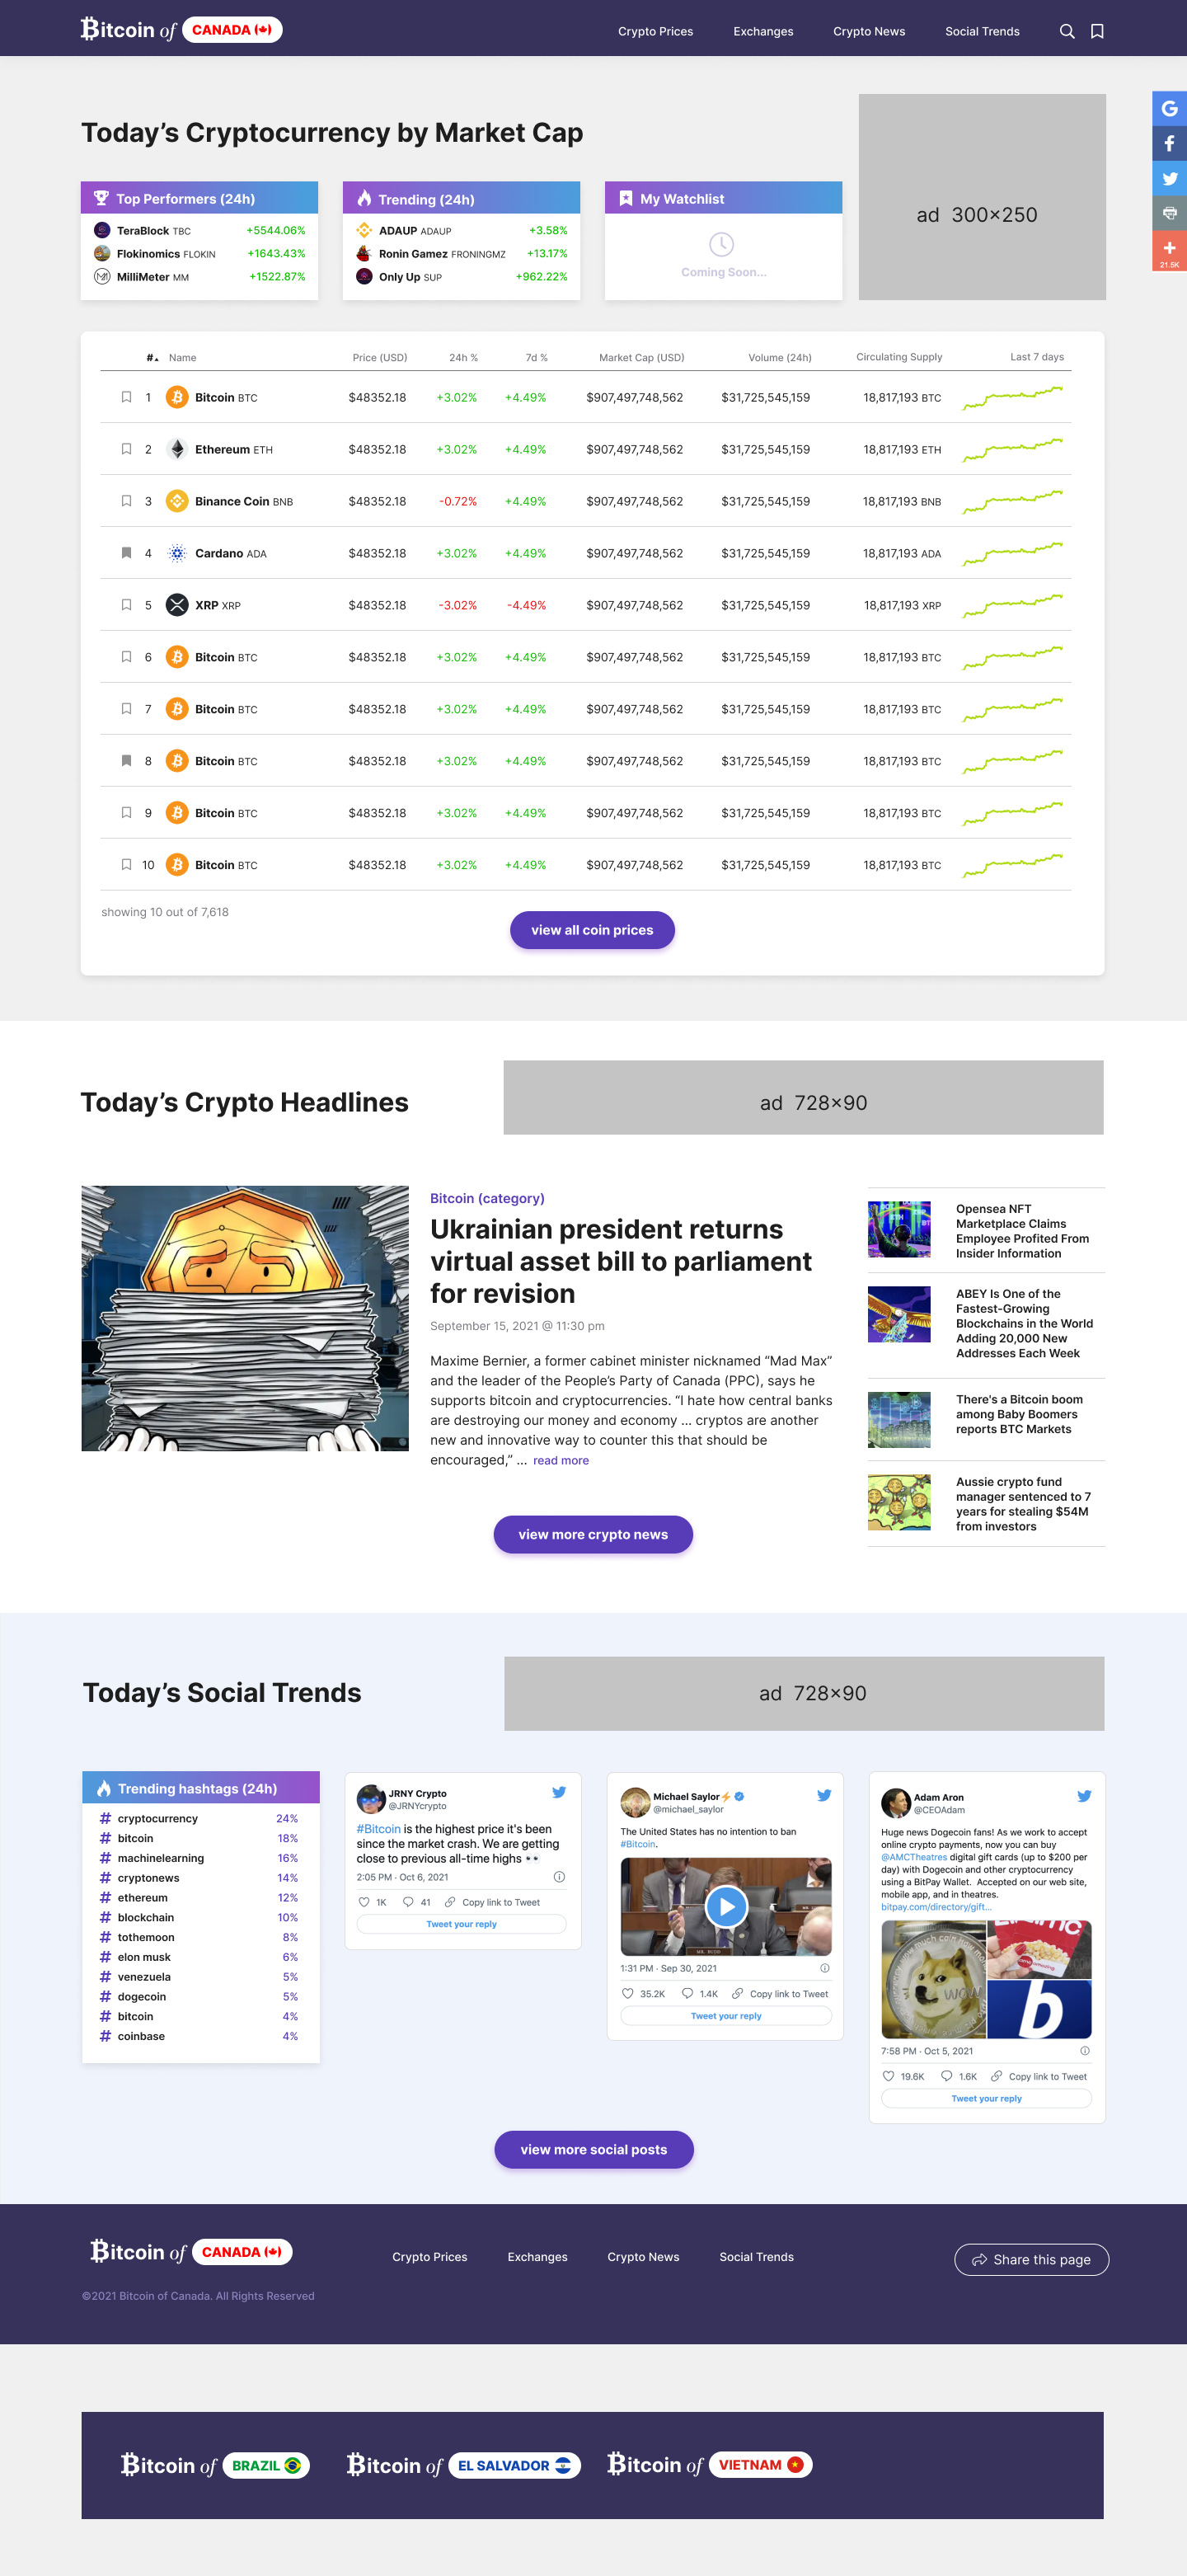 Bitcoin of CANADA
Crypto Prices Exchanges Crypto News Social Trends
Today’s Cryptocurrency by Market Cap
ad 300×250
21.5K
Top Performers (24h)
TeraBlock TBC +5544.06%
Flokinomics FLOKIN +1643.43%
MilliMeter MM +1522.87%
Trending (24h)
ADAUP ADAUP +3.58%
Ronin Gamez FRONINGMZ +13.17%
Only Up SUP +962.22%
My Watchlist
Coming Soon...
# Name Price (USD) 24h % 7d % Market Cap (USD) Volume (24h) Circulating Supply Last 7 days
1 Bitcoin BTC $48352.18 +3.02% +4.49% $907,497,748,562 $31,725,545,159 18,817,193 BTC
2 Ethereum ETH $48352.18 +3.02% +4.49% $907,497,748,562 $31,725,545,159 18,817,193 ETH
3 Binance Coin BNB $48352.18 -0.72% +4.49% $907,497,748,562 $31,725,545,159 18,817,193 BNB
4 Cardano ADA $48352.18 +3.02% +4.49% $907,497,748,562 $31,725,545,159 18,817,193 ADA
5 XRP XRP $48352.18 -3.02% -4.49% $907,497,748,562 $31,725,545,159 18,817,193 XRP
6 Bitcoin BTC $48352.18 +3.02% +4.49% $907,497,748,562 $31,725,545,159 18,817,193 BTC
7 Bitcoin BTC $48352.18 +3.02% +4.49% $907,497,748,562 $31,725,545,159 18,817,193 BTC
8 Bitcoin BTC $48352.18 +3.02% +4.49% $907,497,748,562 $31,725,545,159 18,817,193 BTC
9 Bitcoin BTC $48352.18 +3.02% +4.49% $907,497,748,562 $31,725,545,159 18,817,193 BTC
10 Bitcoin BTC $48352.18 +3.02% +4.49% $907,497,748,562 $31,725,545,159 18,817,193 BTC
showing 10 out of 7,618
view all coin prices
Today’s Crypto Headlines
ad 728×90
Bitcoin (category)
Ukrainian president returns
virtual asset bill to parliament
for revision
September 15, 2021 @ 11:30 pm
Maxime Bernier, a former cabinet minister nicknamed “Mad Max”
and the leader of the People’s Party of Canada (PPC), says he
supports bitcoin and cryptocurrencies. “I hate how central banks
are destroying our money and economy ... cryptos are another
new and innovative way to counter this that should be
encouraged,” ... read more
view more crypto news
Opensea NFT
Marketplace Claims
Employee Profited From
Insider Information
ABEY Is One of the
Fastest-Growing
Blockchains in the World
Adding 20,000 New
Addresses Each Week
There's a Bitcoin boom
among Baby Boomers
reports BTC Markets
Aussie crypto fund
manager sentenced to 7
years for stealing $54M
from investors
Today’s Social Trends
ad 728×90
Trending hashtags (24h)
# cryptocurrency 24%
# bitcoin 18%
# machinelearning 16%
# cryptonews 14%
# ethereum 12%
# blockchain 10%
# tothemoon 8%
# elon musk 6%
# venezuela 5%
# dogecoin 5%
# bitcoin 4%
# coinbase 4%
JRNY Crypto
@JRNYcrypto
#Bitcoin is the highest price it's been
since the market crash. We are getting
close to previous all-time highs 👀
2:05 PM · Oct 6, 2021
1K 41 Copy link to Tweet
Tweet your reply
Michael Saylor⚡
@michael_saylor
The United States has no intention to ban
#Bitcoin.
1:31 PM · Sep 30, 2021
35.2K 1.4K Copy link to Tweet
Tweet your reply
Adam Aron
@CEOAdam
Huge news Dogecoin fans! As we work to accept
online crypto payments, now you can buy
@AMCTheatres digital gift cards (up to $200 per
day) with Dogecoin and other cryptocurrency
using a BitPay Wallet. Accepted on our web site,
mobile app, and in theatres.
bitpay.com/directory/gift...
WOW
b
7:58 PM · Oct 5, 2021
19.6K 1.6K Copy link to Tweet
Tweet your reply
view more social posts
Bitcoin of CANADA
Crypto Prices Exchanges Crypto News Social Trends
Share this page
©2021 Bitcoin of Canada. All Rights Reserved
Bitcoin of BRAZIL
Bitcoin of EL SALVADOR
Bitcoin of VIETNAM